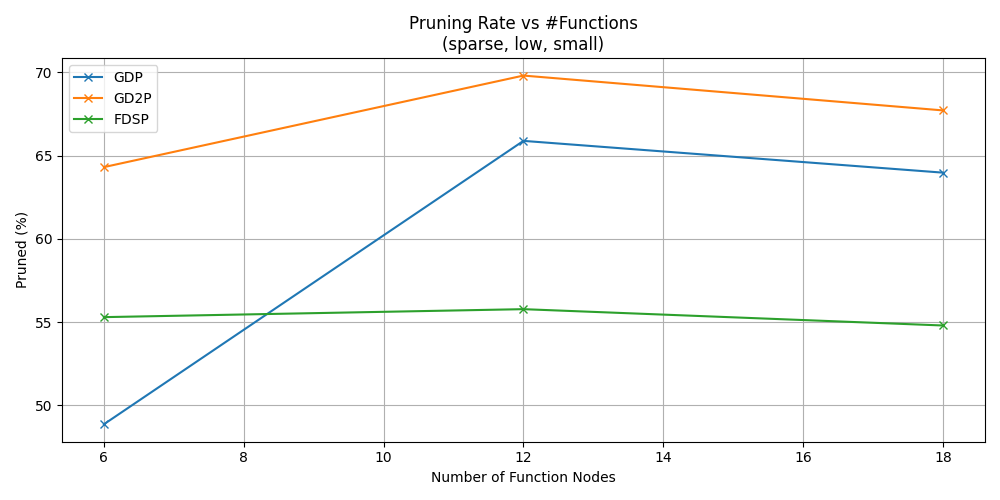 Pruning Rate vs #Functions
(sparse, low, small)
GDP
GD2P
FDSP
Pruned (%)
70
65
60
55
50
6
8
10
12
14
16
18
Number of Function Nodes